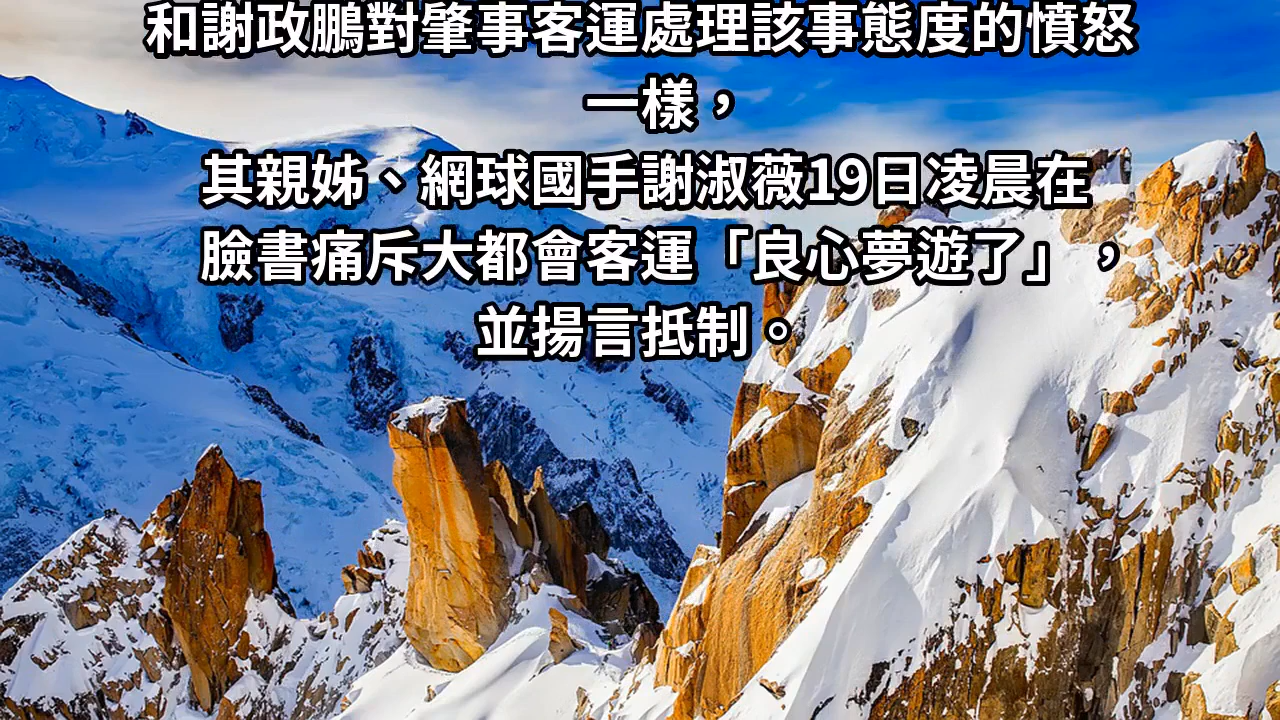 和謝政鵬對肇事客運處理該事態度的憤怒
一樣，
其親姊、網球國手謝淑薇19日凌晨在
臉書痛斥大都會客運「良心夢遊了」，
並揚言抵制。